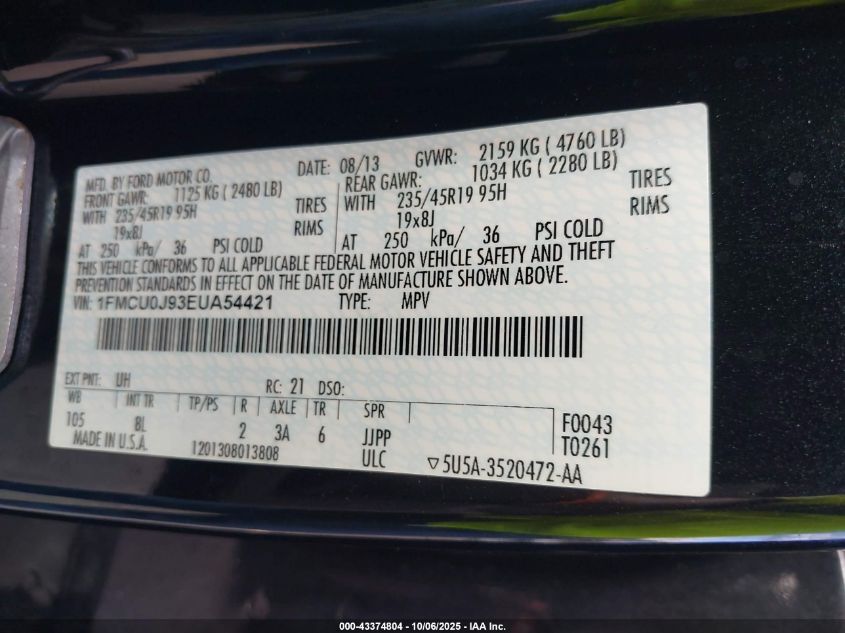 MFD. BY FORD MOTOR CO. DATE: 08/13 GVWR: 2159 KG ( 4760 LB)
FRONT GAWR: 1125 KG ( 2480 LB) REAR GAWR: 1034 KG ( 2280 LB)
WITH 235/45R19 95H TIRES WITH 235/45R19 95H TIRES
19x8J RIMS 19x8J RIMS
AT 250 kPa/ 36 PSI COLD AT 250 kPa/ 36 PSI COLD
THIS VEHICLE CONFORMS TO ALL APPLICABLE FEDERAL MOTOR VEHICLE SAFETY AND THEFT
PREVENTION STANDARDS IN EFFECT ON THE DATE OF MANUFACTURE SHOWN ABOVE.
VIN: 1FMCU0J93EUA54421 TYPE: MPV
EXT PNT: UH RC: 21 DSO:
WB INT TR TP/PS R AXLE TR SPR
105 8L 2 3A 6 JJPP F0043
MADE IN U.S.A. 1201308013808 ULC T0261
▽5U5A-3520472-AA
000-43374804 - 10/06/2025 - IAA Inc.